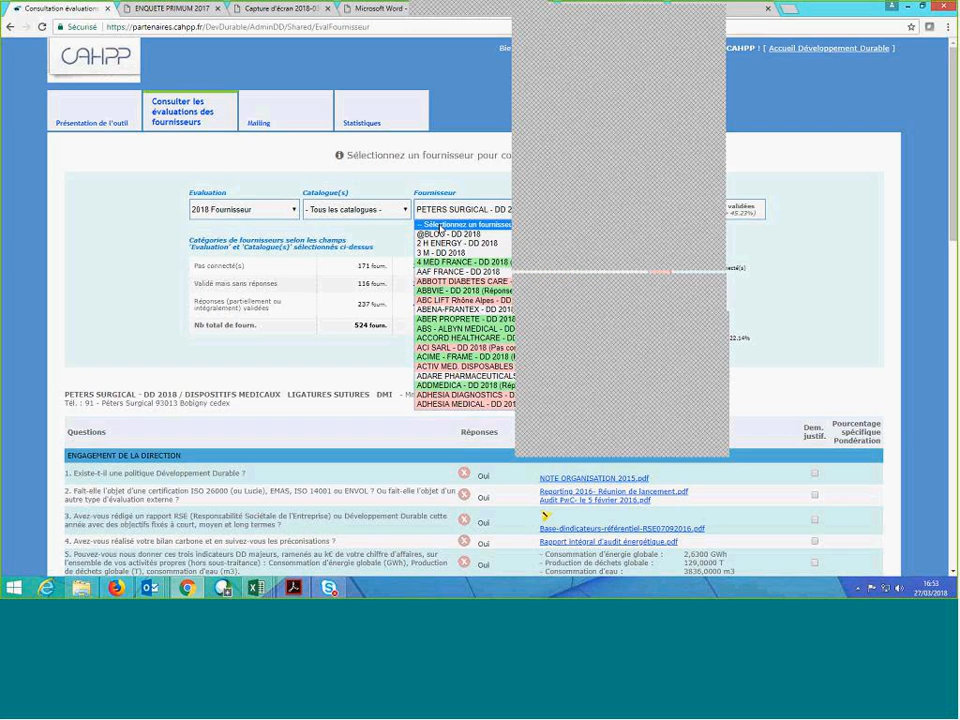 Consultation évaluations
ENQUÊTE PRIMUM 2017
Capture d'écran 2018-03
Microsoft Word -
Sécurisé https://partenaires.cahpp.fr/DevDurable/AdminDD/Shared/EvalFournisseur
CAHPP
Bie
CAHPP ! [ Accueil Développement Durable ]
Présentation de l'outil
Consulter les évaluations des fournisseurs
Mailing
Statistiques
Sélectionnez un fournisseur pour co
Evaluation
Catalogue(s)
Fournisseur
2018 Fournisseur
- Tous les catalogues -
PETERS SURGICAL - DD 2
validées
45.23%)
-- Sélectionnez un fournisseu
@BLOG - DD 2018
2 H ENERGY - DD 2018
3 M - DD 2018
4 MED FRANCE - DD 2018 (
AAF FRANCE - DD 2018
ABBOTT DIABETES CARE -
ABBVIE - DD 2018 (Réponse
ABC LIFT Rhône Alpes - DD
ABENA-FRANTEX - DD 2018
ABER PROPRETE - DD 2018
ABS - ALBYN MEDICAL - DD
ACCORD HEALTHCARE - DD
ACI SARL - DD 2018 (Pas con
ACIME - FRAME - DD 2018 (
ACTIV MED. DISPOSABLES
ADARE PHARMACEUTICALS
ADDMEDICA - DD 2018 (Rép
ADHESIA DIAGNOSTICS - D
ADHESIA MEDICAL - DD 201
Catégories de fournisseurs selon les champs
'Evaluation' et 'Catalogue(s)' sélectionnés ci-dessus
Pas connecté(s) 171 fourn.
Validé mais sans réponses 116 fourn.
Réponses (partiellement ou intégralement) validées 237 fourn.
Nb total de fourn. 524 fourn.
necté(s)
22.14%
PETERS SURGICAL - DD 2018 / DISPOSITIFS MEDICAUX LIGATURES SUTURES DMI
Tél. : 91 - Péters Surgical 93013 Bobigny cedex
Questions
Réponses
Dem. justif.
Pourcentage spécifique Pondération
ENGAGEMENT DE LA DIRECTION
1. Existe-t-il une politique Développement Durable ?
Oui
NOTE ORGANISATION 2015.pdf
2. Fait-elle l'objet d'une certification ISO 26000 (ou Lucie), EMAS, ISO 14001 ou ENVOL ? Ou fait-elle l'objet d'un
autre type d'évaluation externe ?
Oui
Reporting 2016- Réunion de lancement.pdf
Audit PwC- le 5 février 2016.pdf
3. Avez-vous rédigé un rapport RSE (Responsabilité Sociétale de l'Entreprise) ou Développement Durable cette
année avec des objectifs fixés à court, moyen et long termes ?
Oui
Base-dindicateurs-référentiel-RSE07092016.pdf
4. Avez-vous réalisé votre bilan carbone et en suivez-vous les préconisations ?
Oui
Rapport intégral d'audit énergétique.pdf
5. Pouvez-vous nous donner ces trois indicateurs DD majeurs, ramenés au k€ de votre chiffre d'affaires, sur
l'ensemble de vos activités propres (hors sous-traitance) : Consommation d'énergie globale (GWh), Production
de déchets globale (T), consommation d'eau (m3).
Oui
- Consommation d'énergie globale : 2,6300 GWh
- Production de déchets globale : 129,0000 T
- Consommation d'eau : 3836,0000 m3
16:53
27/03/2018